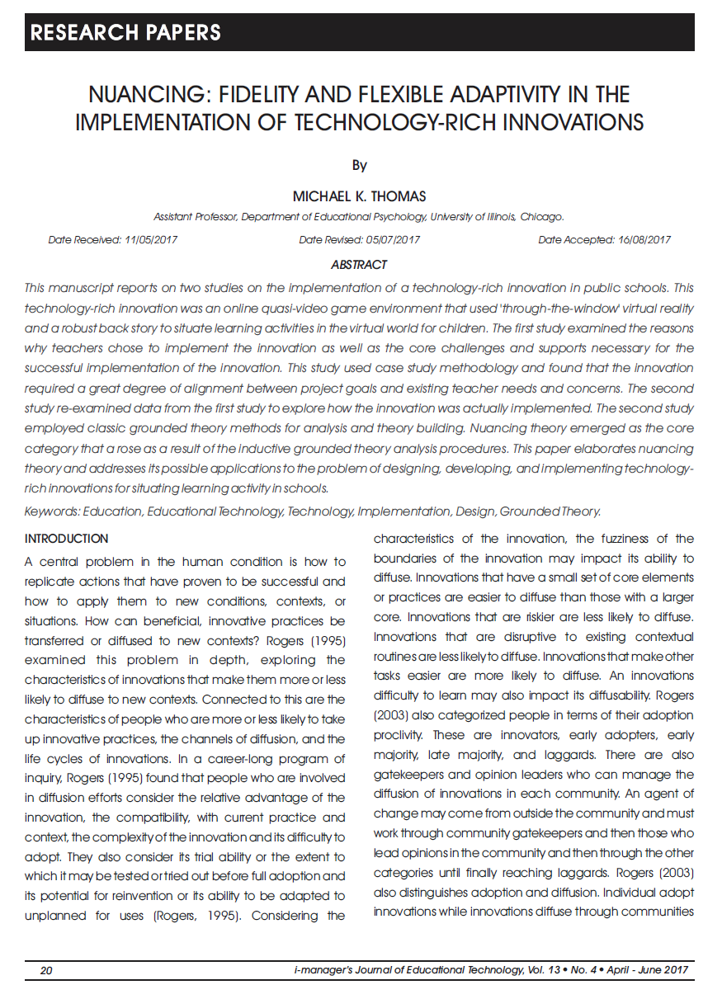 RESEARCH PAPERS
NUANCING: FIDELITY AND FLEXIBLE ADAPTIVITY IN THE
IMPLEMENTATION OF TECHNOLOGY-RICH INNOVATIONS
By
MICHAEL K. THOMAS
Assistant Professor, Department of Educational Psychology, University of Illinois, Chicago.
Date Received: 11/05/2017 Date Revised: 05/07/2017 Date Accepted: 16/08/2017
ABSTRACT
This manuscript reports on two studies on the implementation of a technology-rich innovation in public schools. This
technology-rich innovation was an online quasi-video game environment that used 'through-the-window' virtual reality
and a robust back story to situate learning activities in the virtual world for children. The first study examined the reasons
why teachers chose to implement the innovation as well as the core challenges and supports necessary for the
successful implementation of the innovation. This study used case study methodology and found that the innovation
required a great degree of alignment between project goals and existing teacher needs and concerns. The second
study re-examined data from the first study to explore how the innovation was actually implemented. The second study
employed classic grounded theory methods for analysis and theory building. Nuancing theory emerged as the core
category that a rose as a result of the inductive grounded theory analysis procedures. This paper elaborates nuancing
theory and addresses its possible applications to the problem of designing, developing, and implementing technology-
rich innovations for situating learning activity in schools.
Keywords: Education, Educational Technology, Technology, Implementation, Design, Grounded Theory.
INTRODUCTION
A central problem in the human condition is how to
replicate actions that have proven to be successful and
how to apply them to new conditions, contexts, or
situations. How can beneficial, innovative practices be
transferred or diffused to new contexts? Rogers (1995)
examined this problem in depth, exploring the
characteristics of innovations that make them more or less
likely to diffuse to new contexts. Connected to this are the
characteristics of people who are more or less likely to take
up innovative practices, the channels of diffusion, and the
life cycles of innovations. In a career-long program of
inquiry, Rogers (1995) found that people who are involved
in diffusion efforts consider the relative advantage of the
innovation, the compatibility, with current practice and
context, the complexity of the innovation and its difficulty to
adopt. They also consider its trial ability or the extent to
which it may be tested or tried out before full adoption and
its potential for reinvention or its ability to be adapted to
unplanned for uses (Rogers, 1995). Considering the
characteristics of the innovation, the fuzziness of the
boundaries of the innovation may impact its ability to
diffuse. Innovations that have a small set of core elements
or practices are easier to diffuse than those with a larger
core. Innovations that are riskier are less likely to diffuse.
Innovations that are disruptive to existing contextual
routines are less likely to diffuse. Innovations that make other
tasks easier are more likely to diffuse. An innovations
difficulty to learn may also impact its diffusability. Rogers
(2003) also categorized people in terms of their adoption
proclivity. These are innovators, early adopters, early
majority, late majority, and laggards. There are also
gatekeepers and opinion leaders who can manage the
diffusion of innovations in each community. An agent of
change may come from outside the community and must
work through community gatekeepers and then those who
lead opinions in the community and then through the other
categories until finally reaching laggards. Rogers (2003)
also distinguishes adoption and diffusion. Individual adopt
innovations while innovations diffuse through communities
20 i-manager's Journal of Educational Technology, Vol. 13 • No. 4 • April - June 2017